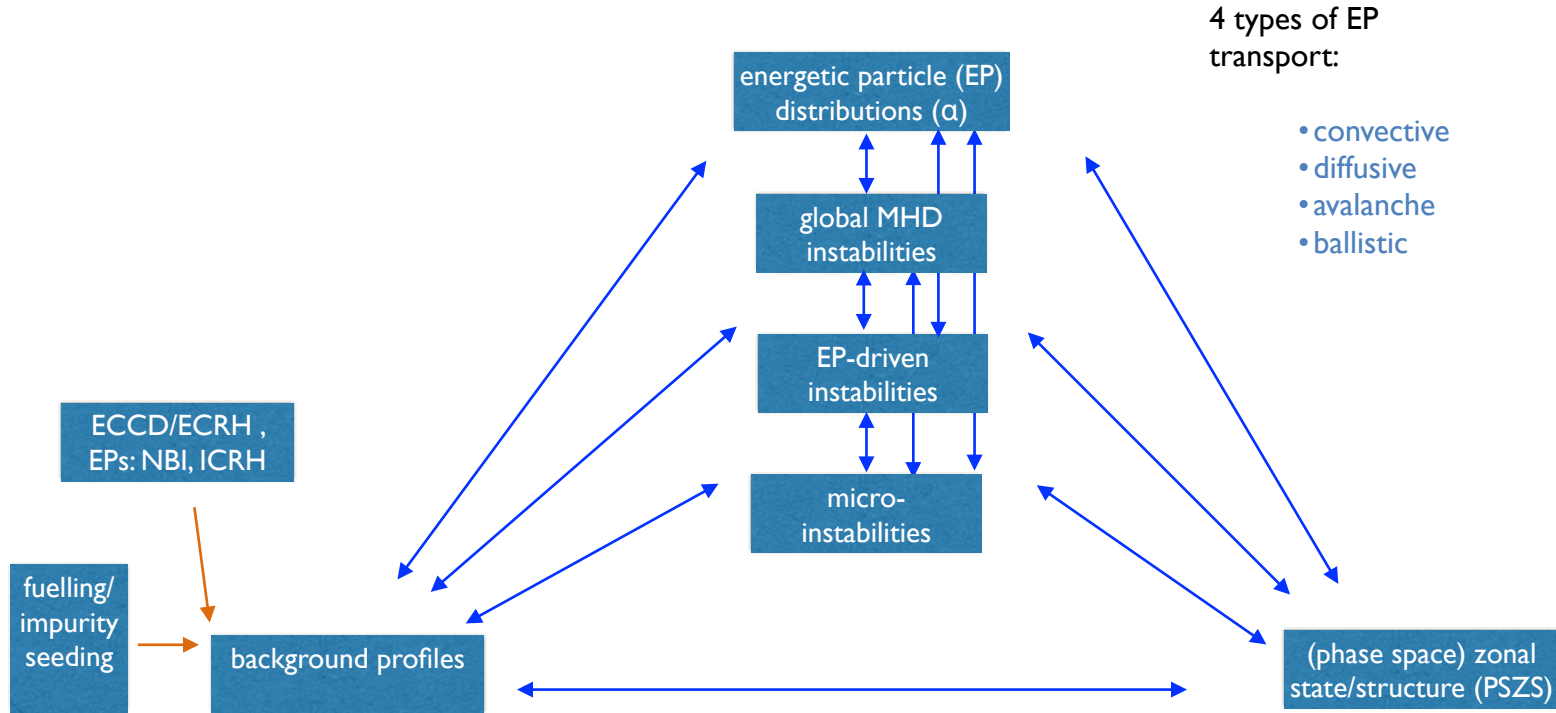 4 types of EP
transport:
• convective
• diffusive
• avalanche
• ballistic
energetic particle (EP)
distributions (α)
global MHD
instabilities
EP-driven
instabilities
micro-
instabilities
ECCD/ECRH ,
EPs: NBI, ICRH
fuelling/
impurity
seeding
background profiles
(phase space) zonal
state/structure (PSZS)